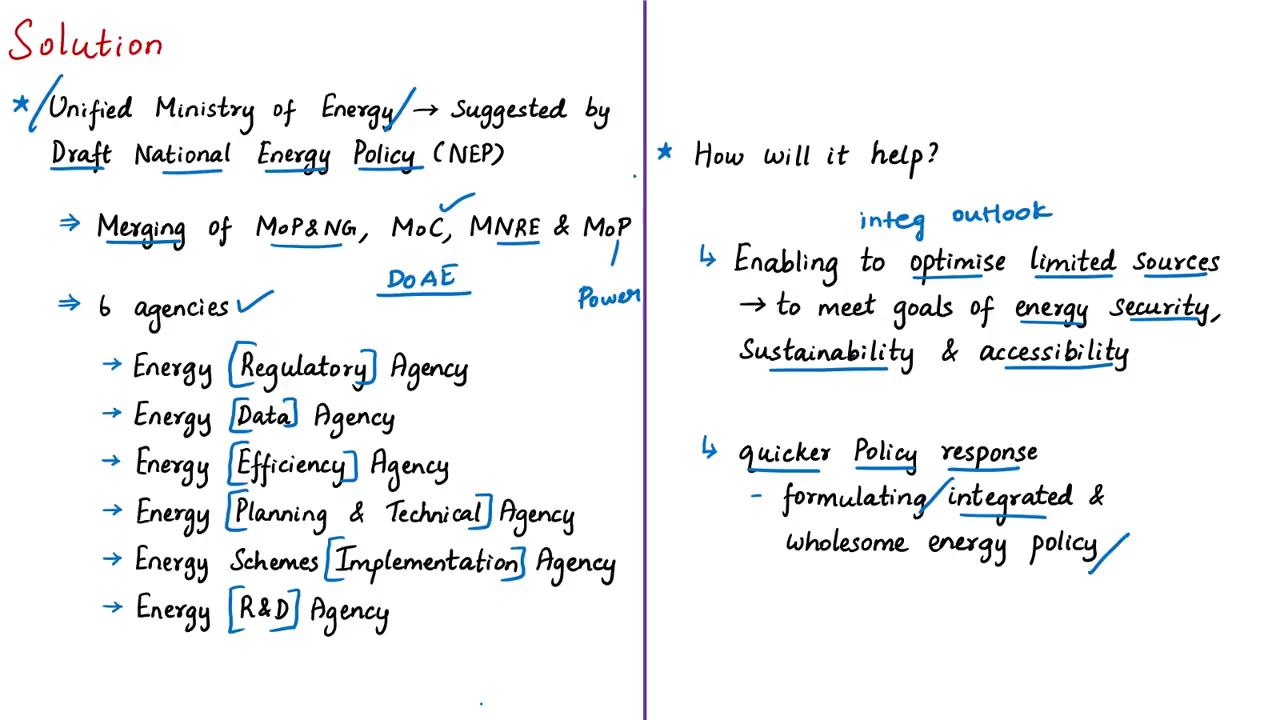 Solution
* Unified Ministry of Energy → Suggested by
Draft National Energy Policy (NEP)
⇒ Merging of MoP&NG, MoC, MNRE & MoP
DoAE
Power
⇒ 6 agencies ✓
→ Energy [Regulatory] Agency
→ Energy [Data] Agency
→ Energy [Efficiency] Agency
→ Energy [Planning & Technical] Agency
→ Energy Schemes [Implementation] Agency
→ Energy [R&D] Agency
* How will it help?
integ outlook
↳ Enabling to optimise limited sources
→ to meet goals of energy security,
Sustainability & accessibility
↳ quicker Policy response
- formulating integrated &
wholesome energy policy